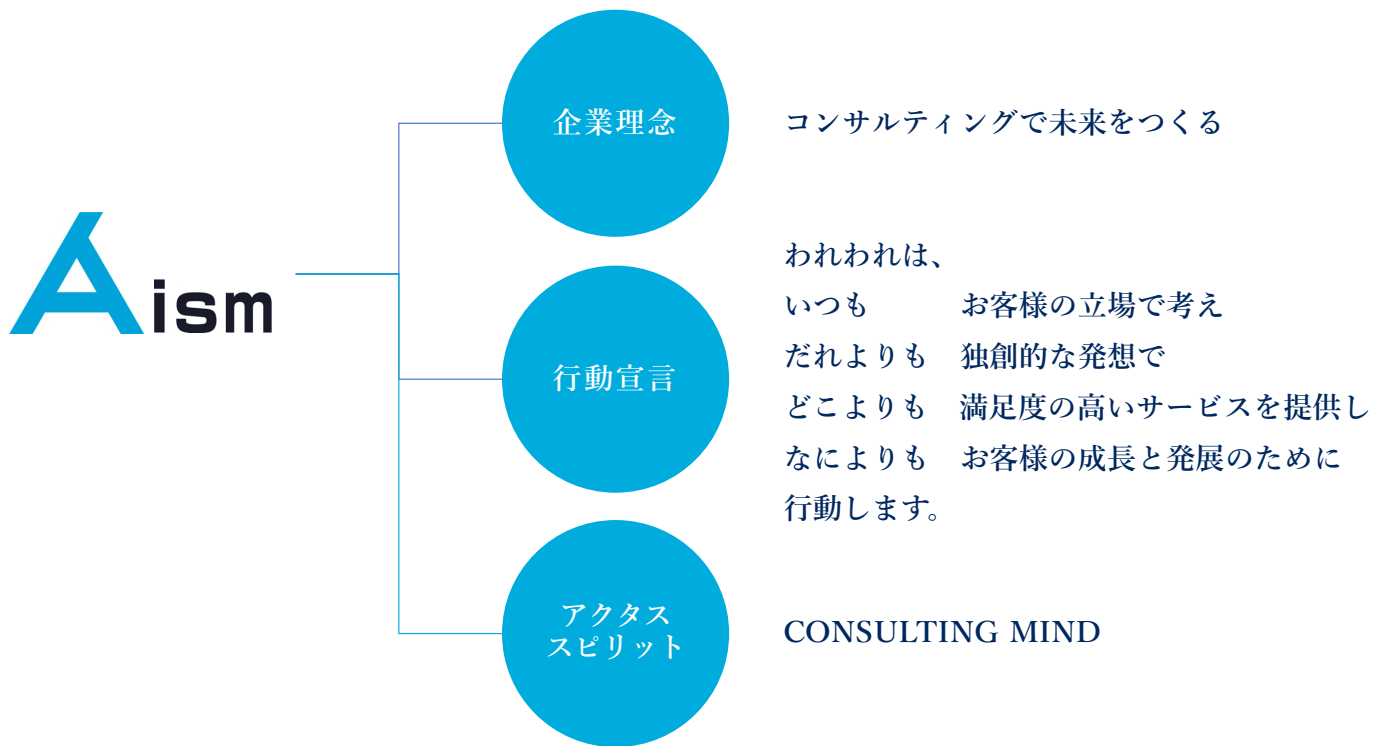 Aism
企業理念
コンサルティングで未来をつくる
行動宣言
われわれは、
いつも　　　お客様の立場で考え
だれよりも　独創的な発想で
どこよりも　満足度の高いサービスを提供し
なによりも　お客様の成長と発展のために
行動します。
アクタス
スピリット
CONSULTING MIND